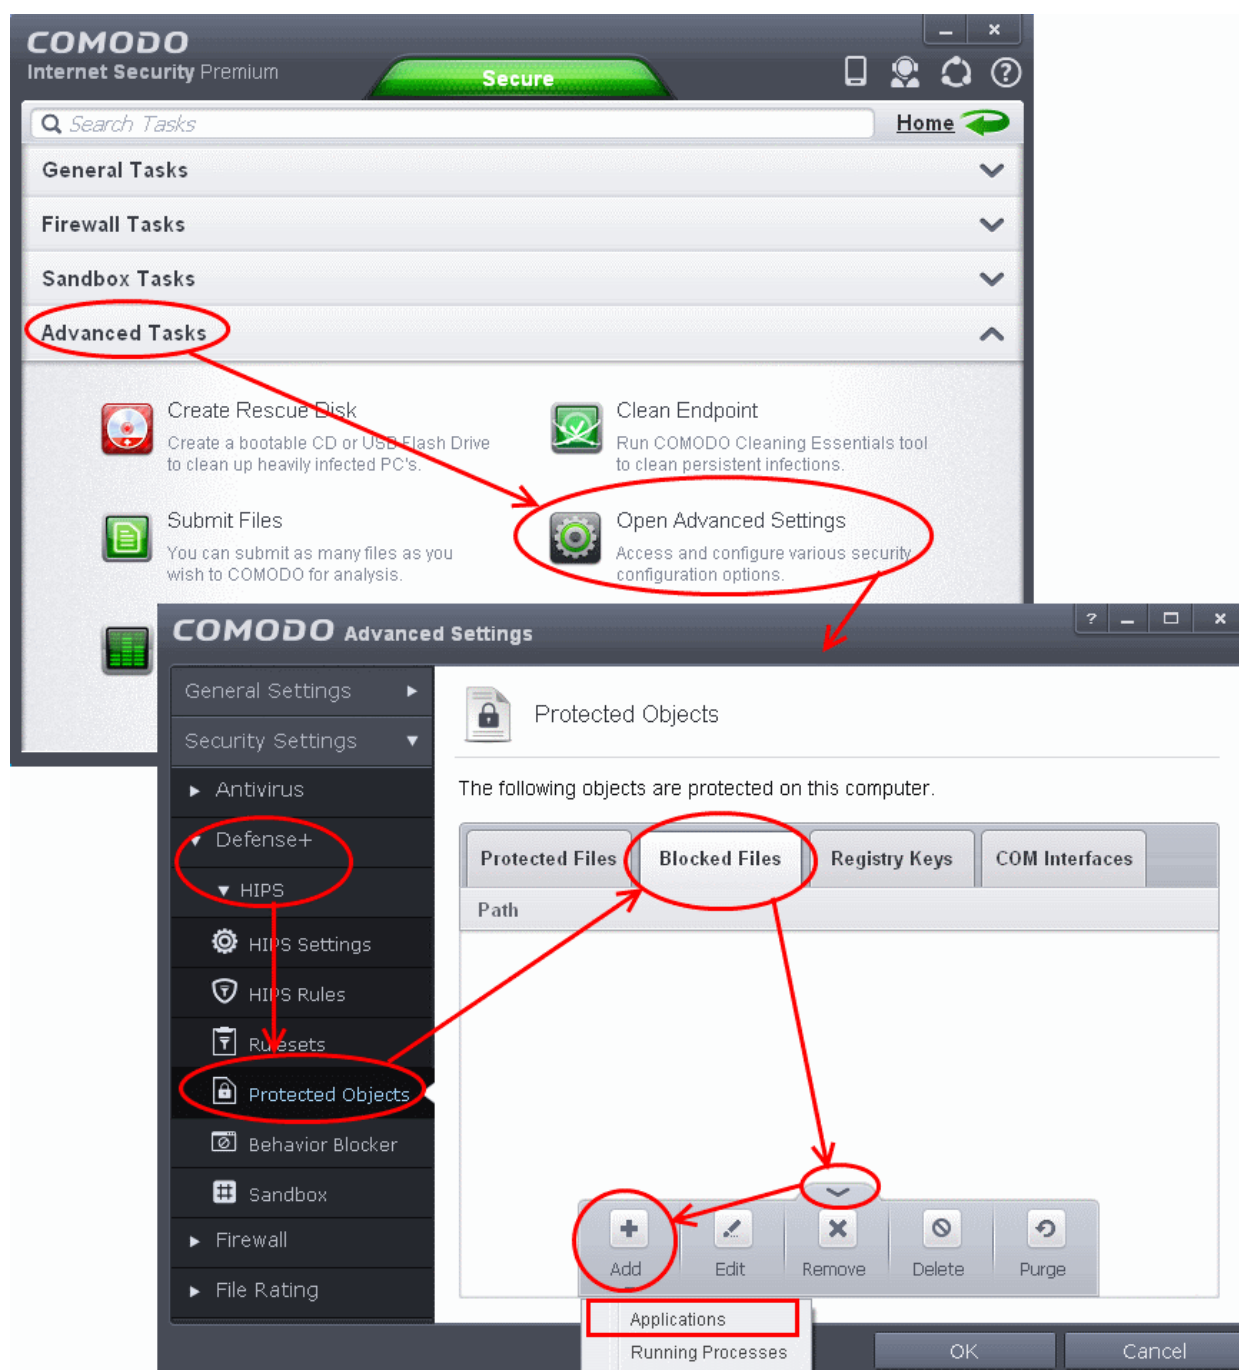 COMODO
Internet Security Premium
Secure
Search Tasks
Home
General Tasks
Firewall Tasks
Sandbox Tasks
Advanced Tasks
Create Rescue Disk
Create a bootable CD or USB Flash Drive
to clean up heavily infected PC's.
Clean Endpoint
Run COMODO Cleaning Essentials tool
to clean persistent infections.
Submit Files
You can submit as many files as you
wish to COMODO for analysis.
Open Advanced Settings
Access and configure various security
configuration options.
COMODO Advanced Settings
General Settings
Security Settings
Antivirus
Defense+
HIPS
HIPS Settings
HIPS Rules
Rulesets
Protected Objects
Behavior Blocker
Sandbox
Firewall
File Rating
Protected Objects
The following objects are protected on this computer.
Protected Files
Blocked Files
Registry Keys
COM Interfaces
Path
Add
Edit
Remove
Delete
Purge
Applications
Running Processes
OK
Cancel